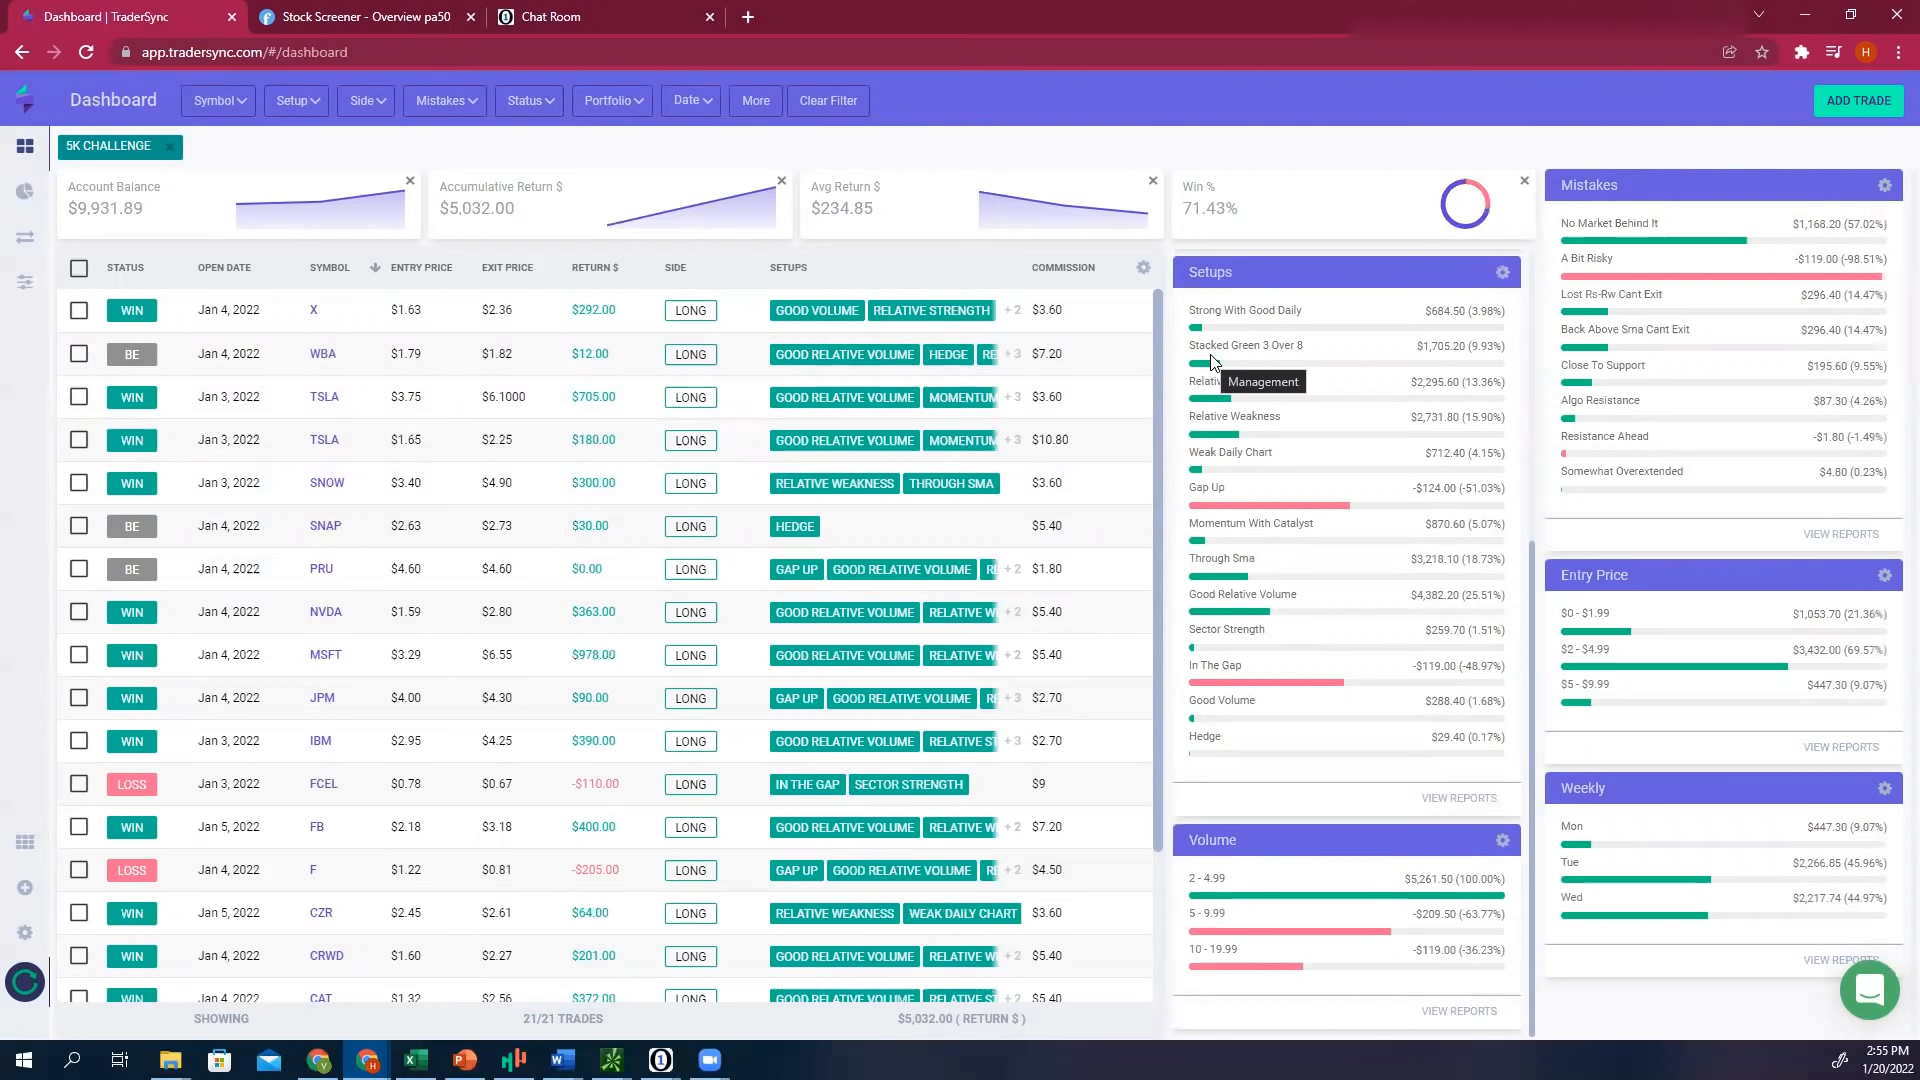 Dashboard | TraderSync
Stock Screener - Overview pa50
Chat Room
app.tradersync.com/#/dashboard
H
Dashboard
Symbol
Setup
Side
Mistakes
Status
Portfolio
Date
More
Clear Filter
ADD TRADE
5K CHALLENGE
Account Balance
$9,931.89
Accumulative Return $
$5,032.00
Avg Return $
$234.85
Win %
71.43%
STATUS OPEN DATE SYMBOL ENTRY PRICE EXIT PRICE RETURN $ SIDE SETUPS COMMISSION
WIN Jan 4, 2022 X $1.63 $2.36 $292.00 LONG GOOD VOLUME RELATIVE STRENGTH + 2 $3.60
BE Jan 4, 2022 WBA $1.79 $1.82 $12.00 LONG GOOD RELATIVE VOLUME HEDGE RE + 3 $7.20
WIN Jan 3, 2022 TSLA $3.75 $6.1000 $705.00 LONG GOOD RELATIVE VOLUME MOMENTUM + 3 $3.60
WIN Jan 3, 2022 TSLA $1.65 $2.25 $180.00 LONG GOOD RELATIVE VOLUME MOMENTUM + 3 $10.80
WIN Jan 3, 2022 SNOW $3.40 $4.90 $300.00 LONG RELATIVE WEAKNESS THROUGH SMA $3.60
BE Jan 4, 2022 SNAP $2.63 $2.73 $30.00 LONG HEDGE $5.40
BE Jan 4, 2022 PRU $4.60 $4.60 $0.00 LONG GAP UP GOOD RELATIVE VOLUME R + 2 $1.80
WIN Jan 4, 2022 NVDA $1.59 $2.80 $363.00 LONG GOOD RELATIVE VOLUME RELATIVE W + 2 $5.40
WIN Jan 4, 2022 MSFT $3.29 $6.55 $978.00 LONG GOOD RELATIVE VOLUME RELATIVE W + 2 $5.40
WIN Jan 4, 2022 JPM $4.00 $4.30 $90.00 LONG GAP UP GOOD RELATIVE VOLUME R + 3 $2.70
WIN Jan 3, 2022 IBM $2.95 $4.25 $390.00 LONG GOOD RELATIVE VOLUME RELATIVE ST + 3 $2.70
LOSS Jan 3, 2022 FCEL $0.78 $0.67 -$110.00 LONG IN THE GAP SECTOR STRENGTH $9
WIN Jan 5, 2022 FB $2.18 $3.18 $400.00 LONG GOOD RELATIVE VOLUME RELATIVE W + 2 $7.20
LOSS Jan 4, 2022 F $1.22 $0.81 -$205.00 LONG GAP UP GOOD RELATIVE VOLUME R + 2 $4.50
WIN Jan 5, 2022 CZR $2.45 $2.61 $64.00 LONG RELATIVE WEAKNESS WEAK DAILY CHART $3.60
WIN Jan 4, 2022 CRWD $1.60 $2.27 $201.00 LONG GOOD RELATIVE VOLUME RELATIVE W + 2 $5.40
WIN Jan 4, 2022 CAT $1.32 $2.56 $372.00 LONG GOOD RELATIVE VOLUME RELATIVE ST + 2 $5.40
SHOWING 21/21 TRADES $5,032.00 ( RETURN $ )
Setups
Strong With Good Daily $684.50 (3.98%)
Stacked Green 3 Over 8 $1,705.20 (9.93%)
Relativ $2,295.60 (13.36%)
Management
Relative Weakness $2,731.80 (15.90%)
Weak Daily Chart $712.40 (4.15%)
Gap Up -$124.00 (-51.03%)
Momentum With Catalyst $870.60 (5.07%)
Through Sma $3,218.10 (18.73%)
Good Relative Volume $4,382.20 (25.51%)
Sector Strength $259.70 (1.51%)
In The Gap -$119.00 (-48.97%)
Good Volume $288.40 (1.68%)
Hedge $29.40 (0.17%)
VIEW REPORTS
Volume
2 - 4.99 $5,261.50 (100.00%)
5 - 9.99 -$209.50 (-63.77%)
10 - 19.99 -$119.00 (-36.23%)
VIEW REPORTS
Mistakes
No Market Behind It $1,168.20 (57.02%)
A Bit Risky -$119.00 (-98.51%)
Lost Rs-Rw Cant Exit $296.40 (14.47%)
Back Above Sma Cant Exit $296.40 (14.47%)
Close To Support $195.60 (9.55%)
Algo Resistance $87.30 (4.26%)
Resistance Ahead -$1.80 (-1.49%)
Somewhat Overextended $4.80 (0.23%)
VIEW REPORTS
Entry Price
$0 - $1.99 $1,053.70 (21.36%)
$2 - $4.99 $3,432.00 (69.57%)
$5 - $9.99 $447.30 (9.07%)
VIEW REPORTS
Weekly
Mon $447.30 (9.07%)
Tue $2,266.85 (45.96%)
Wed $2,217.74 (44.97%)
VIEW REPORTS
2:55 PM
1/20/2022